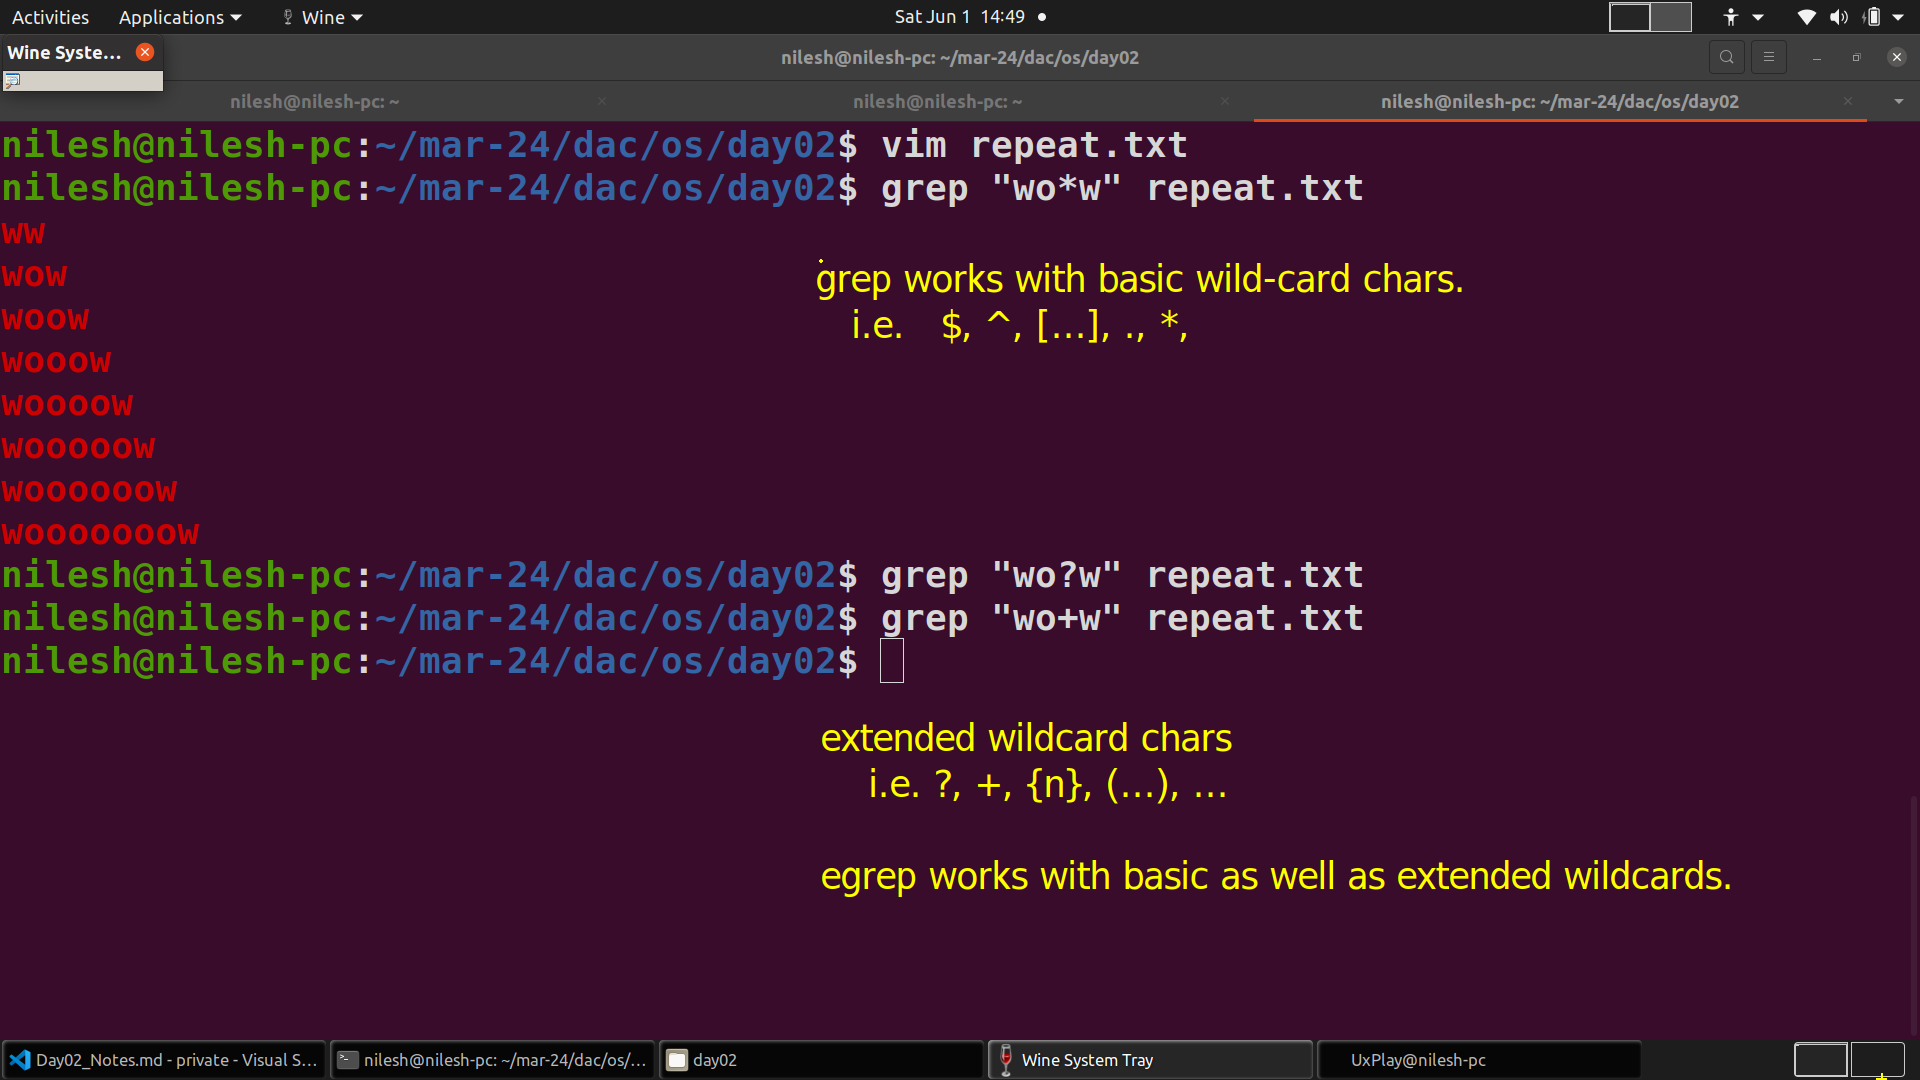 Activities Applications Wine Sat Jun 1 14:49
Wine Syste...
nilesh@nilesh-pc: ~/mar-24/dac/os/day02
nilesh@nilesh-pc: ~ nilesh@nilesh-pc: ~ nilesh@nilesh-pc: ~/mar-24/dac/os/day02
nilesh@nilesh-pc:~/mar-24/dac/os/day02$ vim repeat.txt
nilesh@nilesh-pc:~/mar-24/dac/os/day02$ grep "wo*w" repeat.txt
ww
wow
woow
wooow
woooow
wooooow
woooooow
wooooooow
grep works with basic wild-card chars.
i.e. $, ^, [...], ., *,
nilesh@nilesh-pc:~/mar-24/dac/os/day02$ grep "wo?w" repeat.txt
nilesh@nilesh-pc:~/mar-24/dac/os/day02$ grep "wo+w" repeat.txt
nilesh@nilesh-pc:~/mar-24/dac/os/day02$
extended wildcard chars
i.e. ?, +, {n}, (...), ...
egrep works with basic as well as extended wildcards.
Day02_Notes.md - private - Visual S... nilesh@nilesh-pc: ~/mar-24/dac/os/... day02 Wine System Tray UxPlay@nilesh-pc